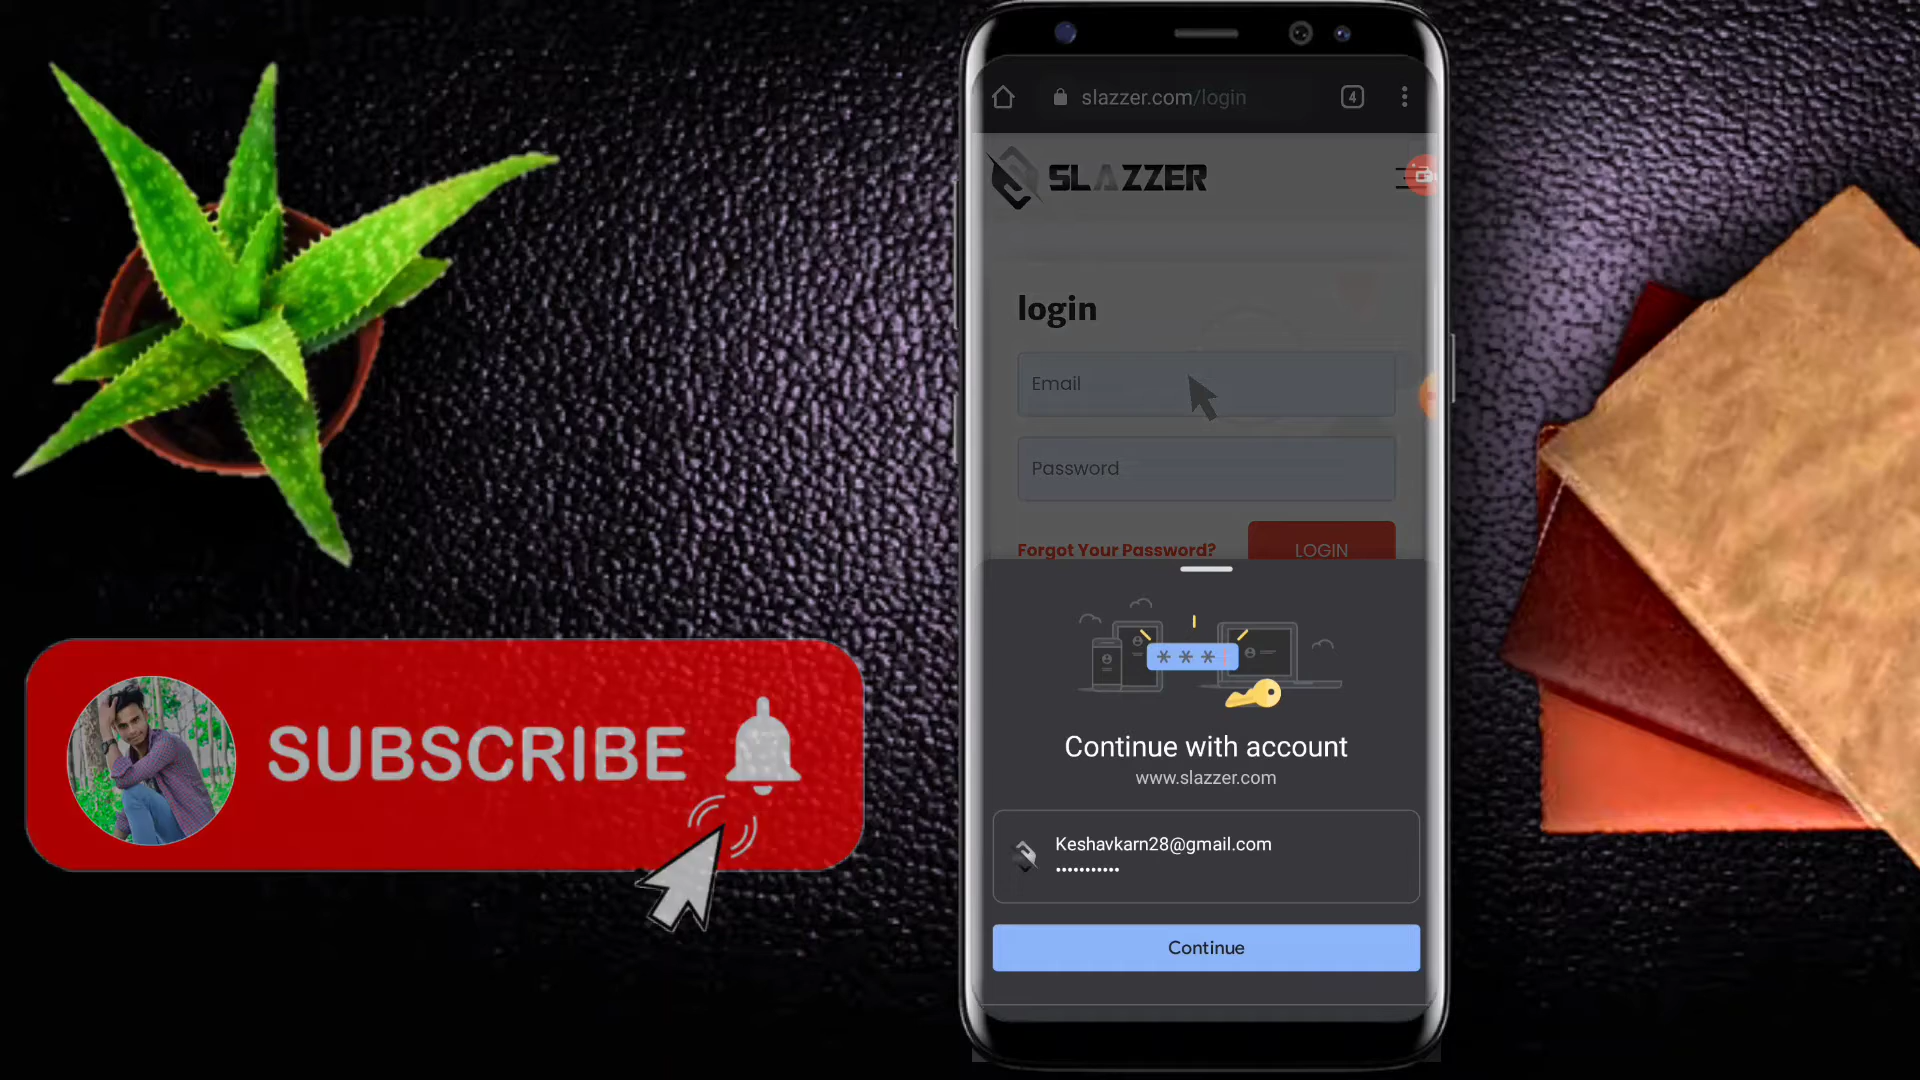 4
slazzer.com/login
SLAZZER
login
Email
Password
Forgot Your Password?
LOGIN
* * *
Continue with account
www.slazzer.com
Keshavkarn28@gmail.com
•••••••••••
Continue
SUBSCRIBE